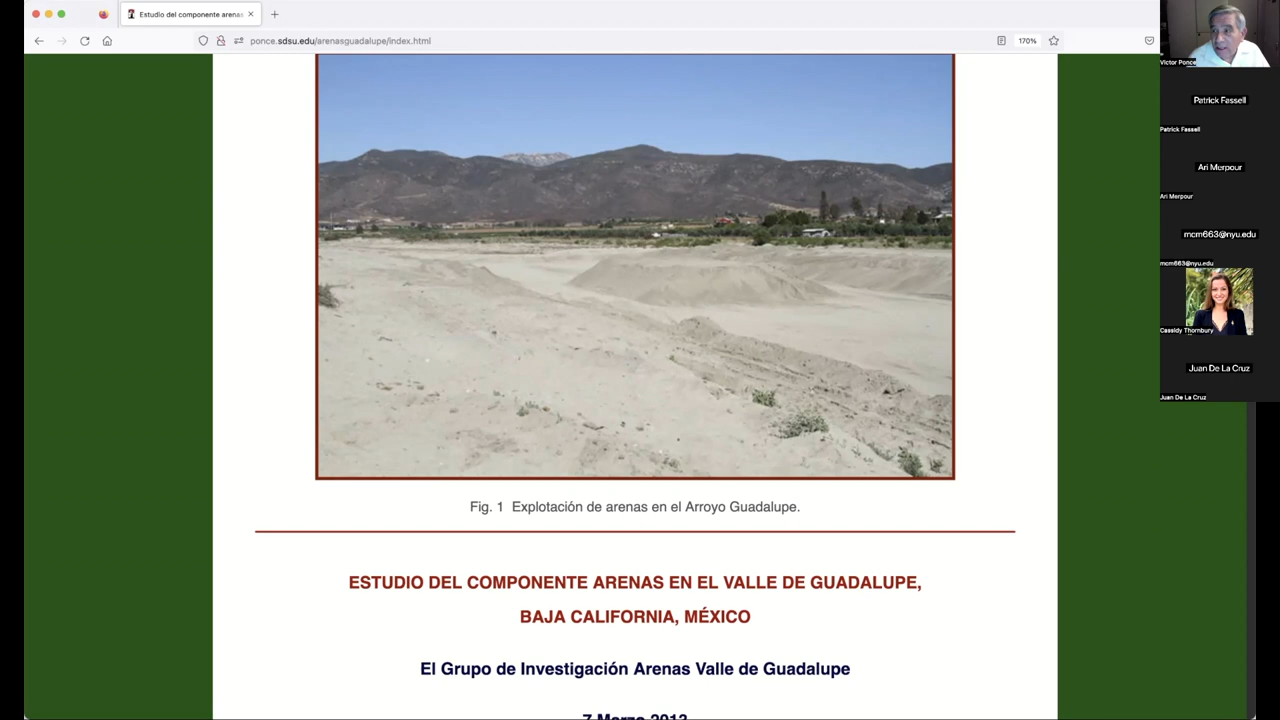 Estudio del componente arenas
ponce.sdsu.edu/arenasguadalupe/index.html
170%
Fig. 1 Explotación de arenas en el Arroyo Guadalupe.
ESTUDIO DEL COMPONENTE ARENAS EN EL VALLE DE GUADALUPE,
BAJA CALIFORNIA, MÉXICO
El Grupo de Investigación Arenas Valle de Guadalupe
7 Marzo 2013
Victor Ponce
Patrick Fassell
Patrick Fassell
Ari Merpour
Ari Merpour
mcm663@nyu.edu
mcm663@nyu.edu
Cassidy Thornbury
Juan De La Cruz
Juan De La Cruz